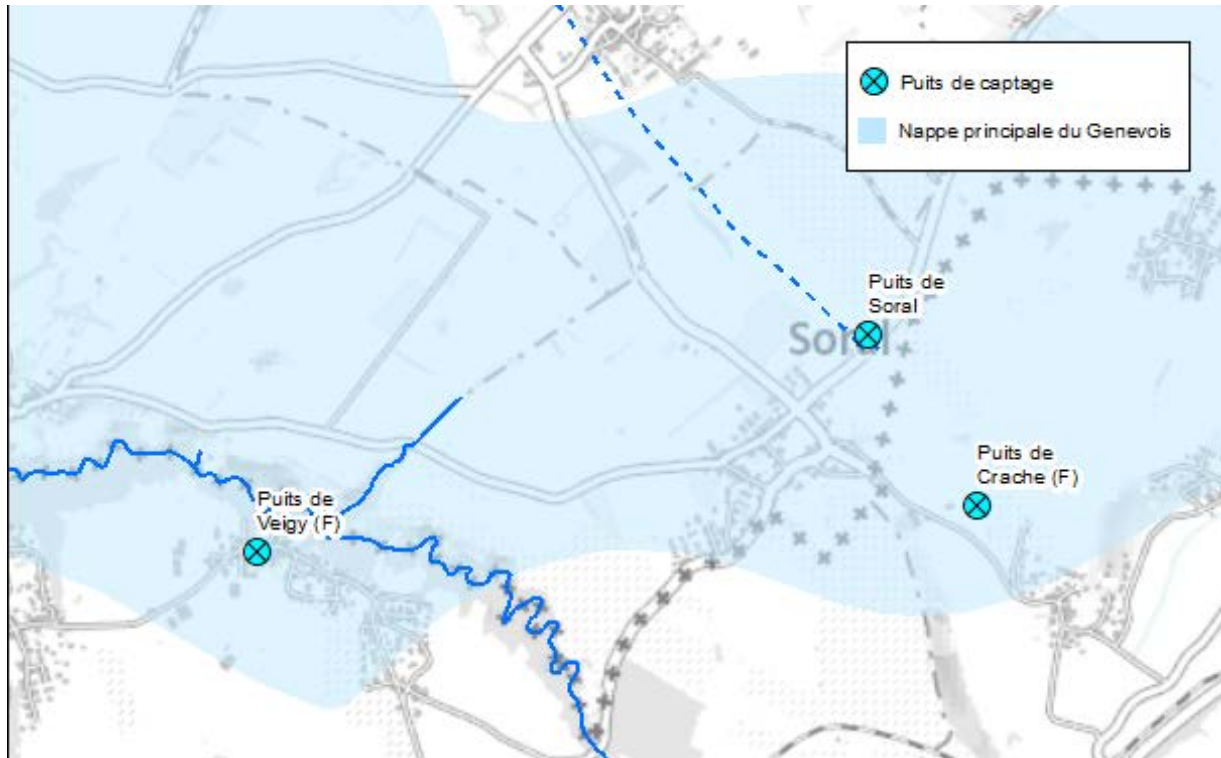 Puits de captage
Nappe principale du Genevois
Puits de
Soral
Soral
Puits de
Crache (F)
Puits de
Veigy (F)